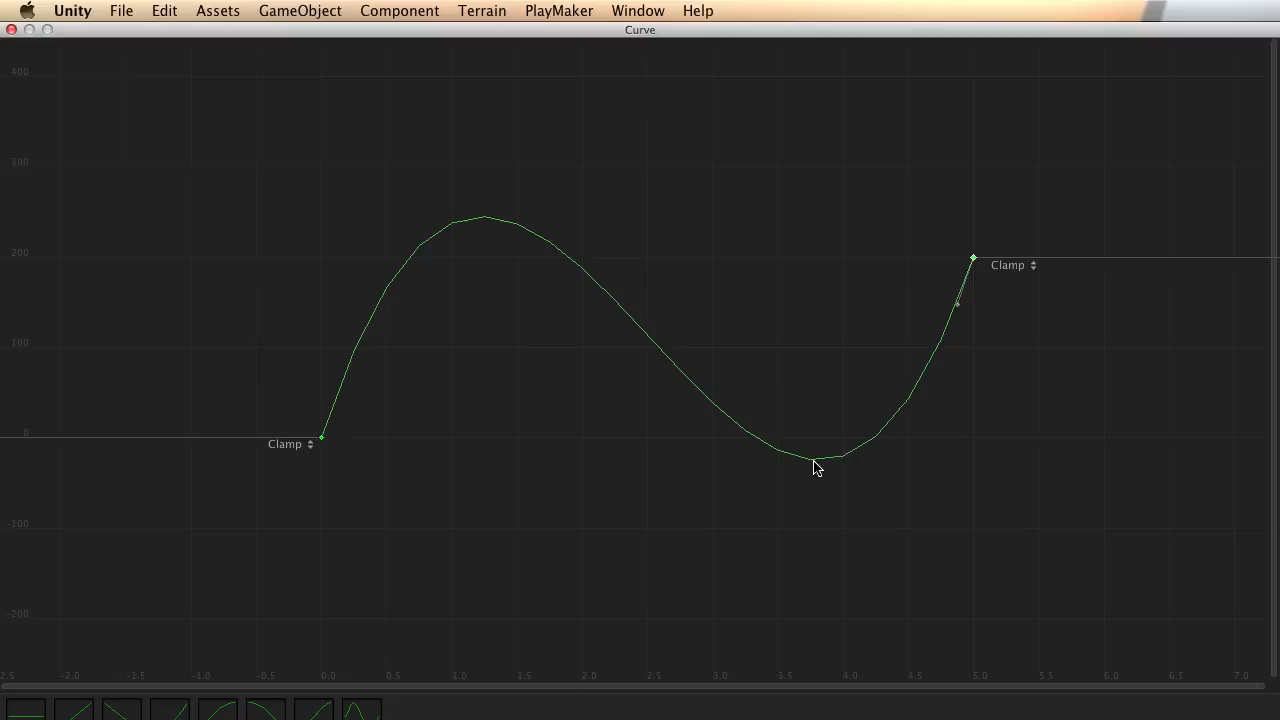 Unity File Edit Assets GameObject Component Terrain PlayMaker Window Help
Curve
400
300
200
Clamp
100
0
Clamp
-100
-200
2.5 -2.0 -1.5 -1.0 -0.5 0.0 0.5 1.0 1.5 2.0 2.5 3.0 3.5 4.0 4.5 5.0 5.5 6.0 6.5 7.0